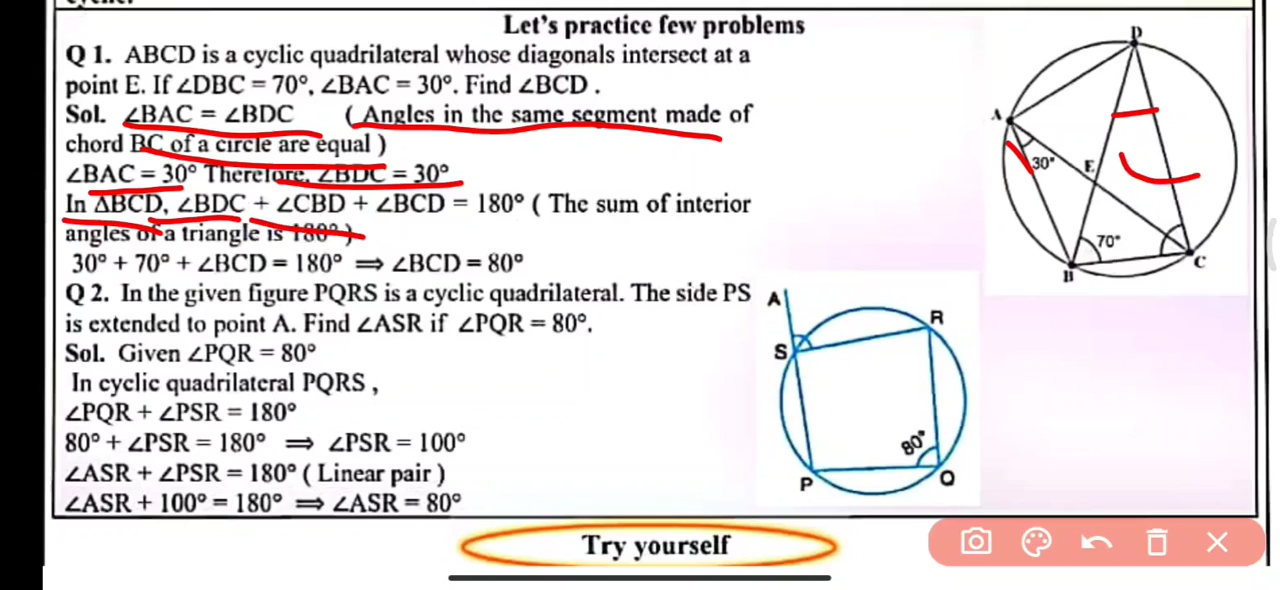 Let's practice few problems
Q 1. ABCD is a cyclic quadrilateral whose diagonals intersect at a
point E. If ∠DBC = 70°, ∠BAC = 30°. Find ∠BCD .
Sol. ∠BAC = ∠BDC ( Angles in the same segment made of
chord BC of a circle are equal )
∠BAC = 30° Therefore, ∠BDC = 30°
In ΔBCD, ∠BDC + ∠CBD + ∠BCD = 180° ( The sum of interior
angles of a triangle is 180° )
30° + 70° + ∠BCD = 180° ⟹ ∠BCD = 80°
Q 2. In the given figure PQRS is a cyclic quadrilateral. The side PS
is extended to point A. Find ∠ASR if ∠PQR = 80°.
Sol. Given ∠PQR = 80°
In cyclic quadrilateral PQRS ,
∠PQR + ∠PSR = 180°
80° + ∠PSR = 180° ⟹ ∠PSR = 100°
∠ASR + ∠PSR = 180° ( Linear pair )
∠ASR + 100° = 180° ⟹ ∠ASR = 80°
D
A
30°
E
70°
B
C
A
R
S
80°
P
Q
Try yourself